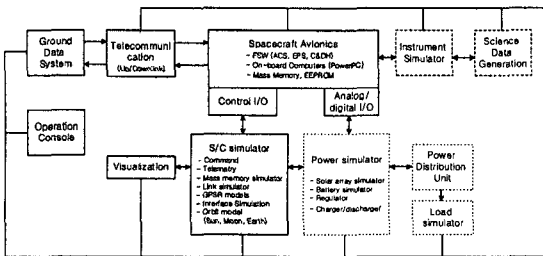 Ground
Data
System
Telecommuni
cation
(Up/Downlink)
Spacecraft Avionics
- FSW (ACS, EPS, C&DH)
- On-board Computers (PowerPC)
- Mass Memory, EEPROM
Control I/O
Analog/
digital I/O
Instrument
Simulator
Science
Data
Generation
Operation
Console
Visualization
S/C simulator
- Command
- Telemetry
- Mass memory simulator
- Link simulator
- GPSR models
- Interface Simulation
- Orbit model
(Sun, Moon, Earth)
Power simulator
- Solar array simulator
- Battery simulator
- Regulator
- Charger/discharger
Power
Distribution
Unit
Load
simulator